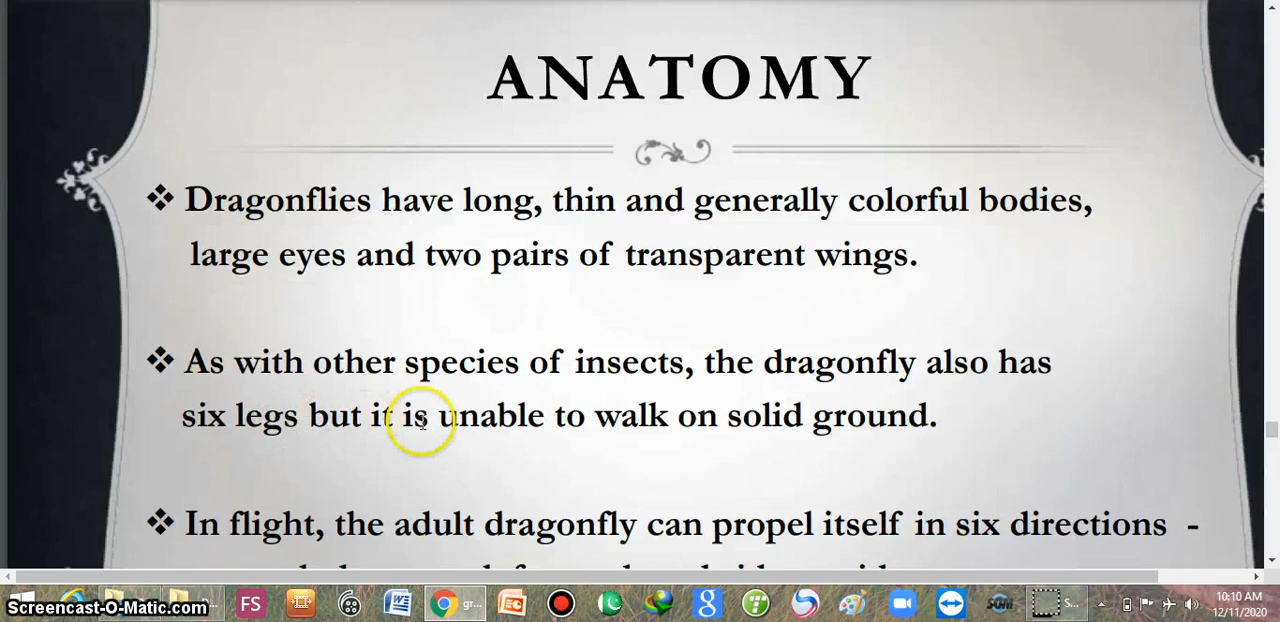 ANATOMY
❖ Dragonflies have long, thin and generally colorful bodies,
large eyes and two pairs of transparent wings.
❖ As with other species of insects, the dragonfly also has
six legs but it is unable to walk on solid ground.
❖ In flight, the adult dragonfly can propel itself in six directions -
FS
gr...
S...
SOM
10:10 AM
Screencast-O-Matic.com
12/11/2020